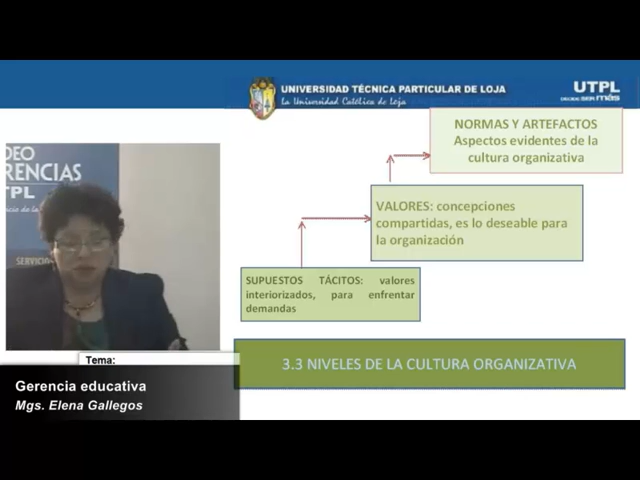 UNIVERSIDAD TÉCNICA PARTICULAR DE LOJA
La Universidad Católica de Loja
UTPL
NORMAS Y ARTEFACTOS
Aspectos evidentes de la
cultura organizativa
DEO
RENCIAS
TPL
VALORES: concepciones
compartidas, es lo deseable para
la organización
SERVICIO
SUPUESTOS TÁCITOS: valores
interiorizados, para enfrentar
demandas
3.3 NIVELES DE LA CULTURA ORGANIZATIVA
Tema:
Gerencia educativa
Mgs. Elena Gallegos